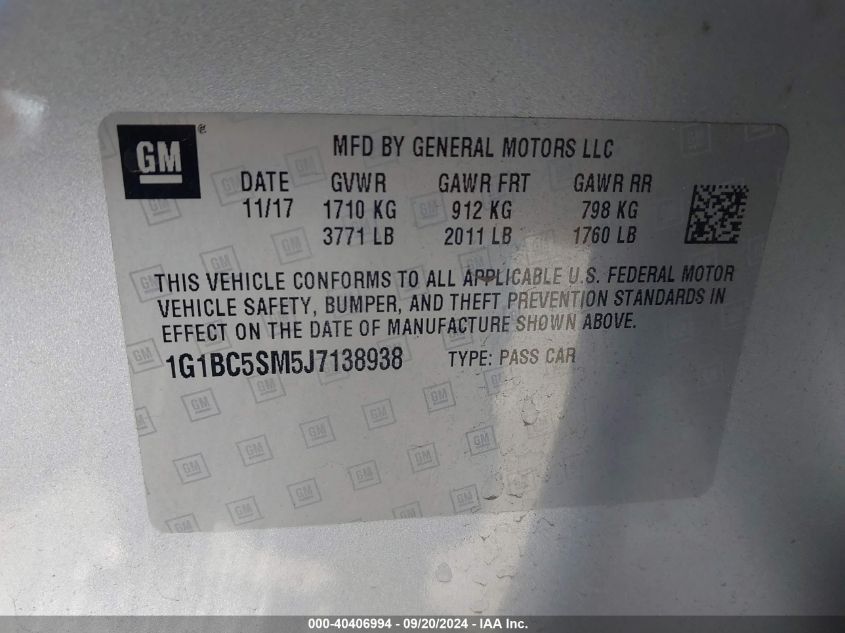 GM®
MFD BY GENERAL MOTORS LLC
DATE GVWR GAWR FRT GAWR RR
11/17 1710 KG 912 KG 798 KG
3771 LB 2011 LB 1760 LB
THIS VEHICLE CONFORMS TO ALL APPLICABLE U.S. FEDERAL MOTOR
VEHICLE SAFETY, BUMPER, AND THEFT PREVENTION STANDARDS IN
EFFECT ON THE DATE OF MANUFACTURE SHOWN ABOVE.
1G1BC5SM5J7138938 TYPE: PASS CAR
000-40406994 - 09/20/2024 - IAA Inc.